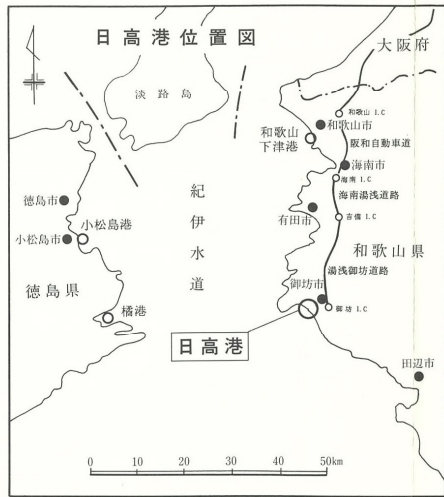 日高港位置図
大阪府
淡路島
和歌山 I.C
和歌山市
和歌山
下津港
阪和自動車道
海南市
海南 I.C
海南湯浅道路
徳島市
紀伊水道
有田市
吉備 I.C
小松島港
小松島市
和歌山県
湯浅御坊道路
徳島県
御坊市
御坊 I.C
橘港
日高港
田辺市
0 10 20 30 40 50km